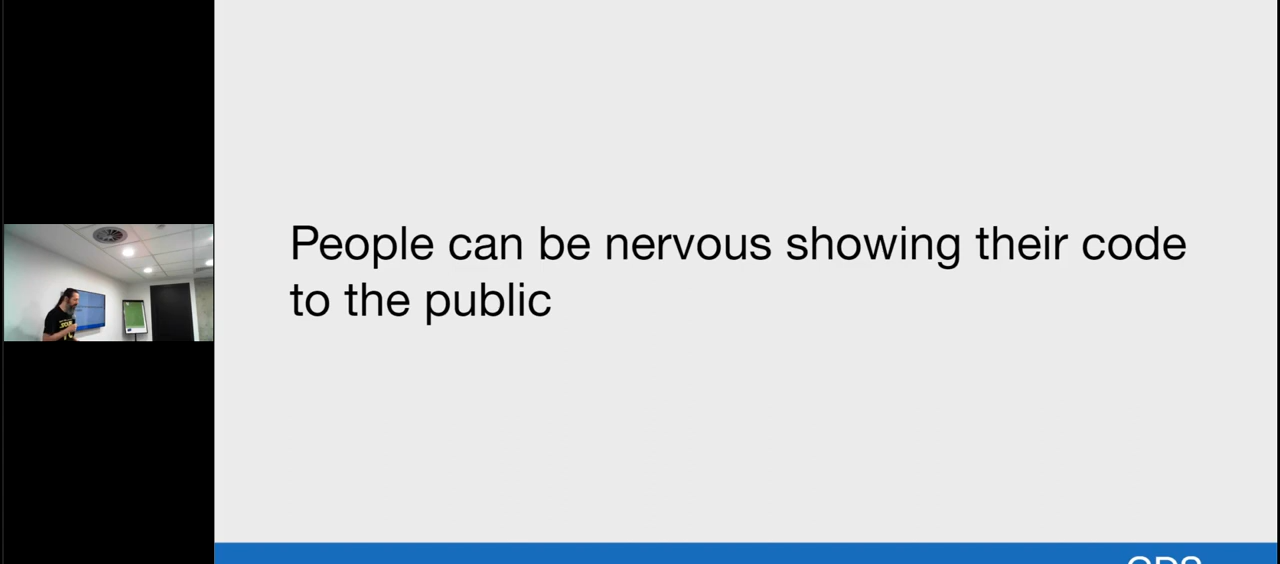 People can be nervous showing their code
to the public